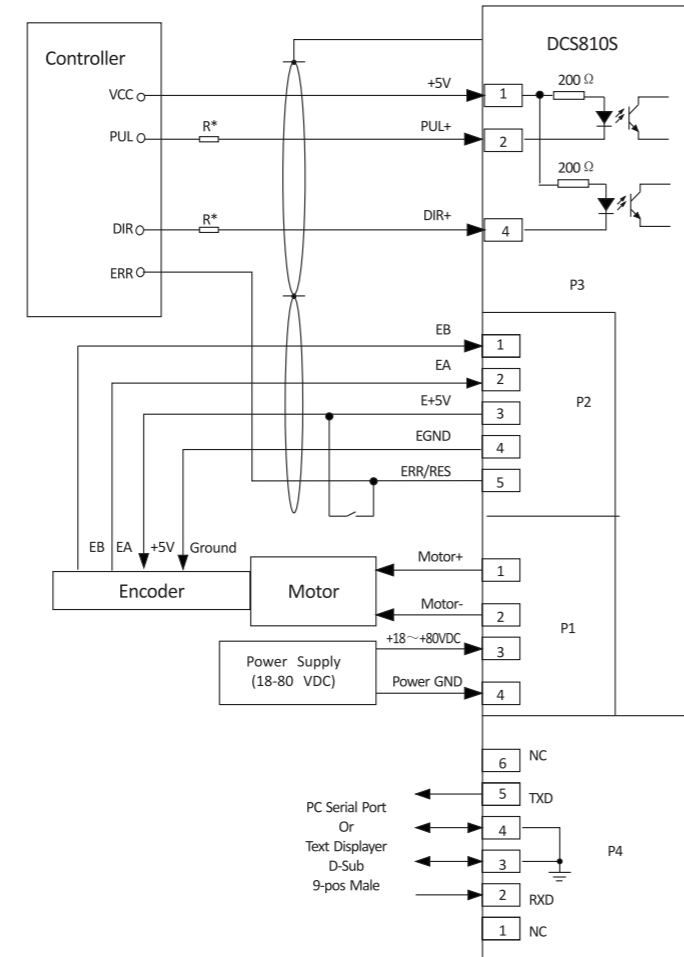 Controller
DCS810S
VCC
+5V
1
200 Ω
PUL
R*
PUL+
2
200 Ω
DIR
R*
DIR+
4
ERR
P3
EB
1
EA
2
P2
E+5V
3
EGND
4
ERR/RES
5
EB EA +5V Ground
Encoder
Motor
Motor+
1
Motor-
2
P1
+18～+80VDC
3
Power Supply
(18-80 VDC)
Power GND
4
6 NC
5 TXD
PC Serial Port
Or
Text Displayer
D-Sub
9-pos Male
4
3
P4
2 RXD
1 NC